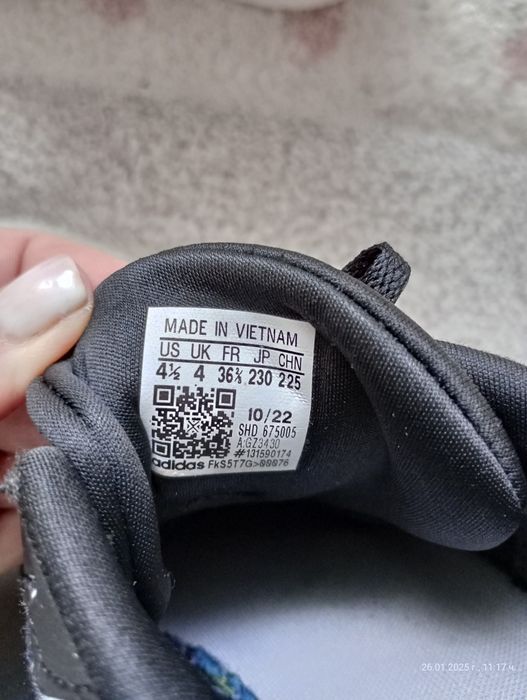 MADE IN VIETNAM
US UK FR JP CHN
4½ 4 36⅔ 230 225
10/22
SHD 675005
A:GZ3430
#131590174
adidas FkS5T7G>00076
26.01.2025 г., 11:17 ч.